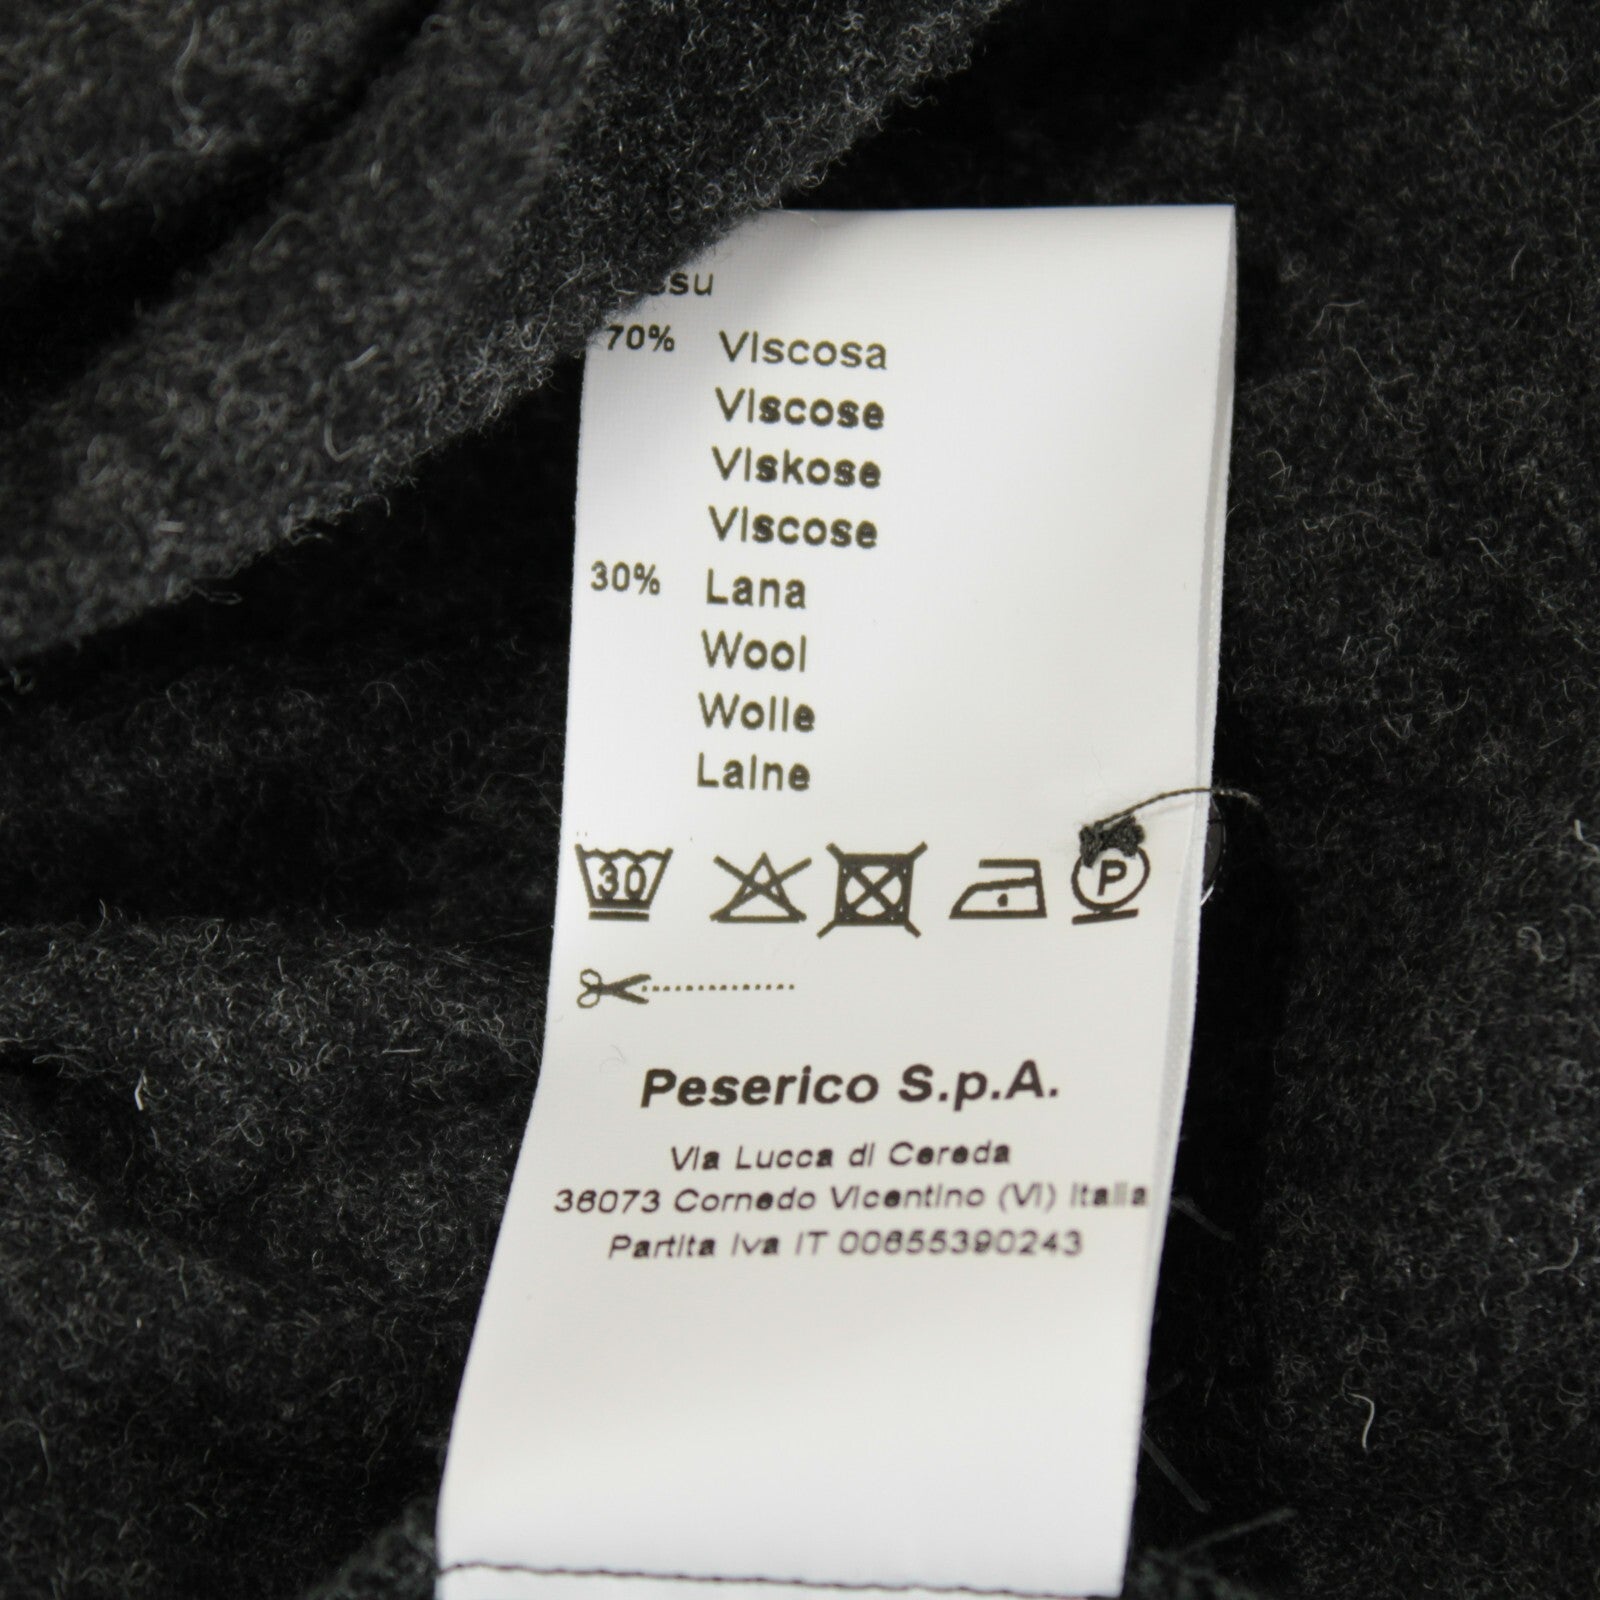 70% Viscosa
Viscose
Viskose
Viscose
30% Lana
Wool
Wolle
Laine
30
P
Peserico S.p.A.
Via Lucca di Cereda
36073 Cornedo Vicentino (VI) Italia
Partita Iva IT 00655390243